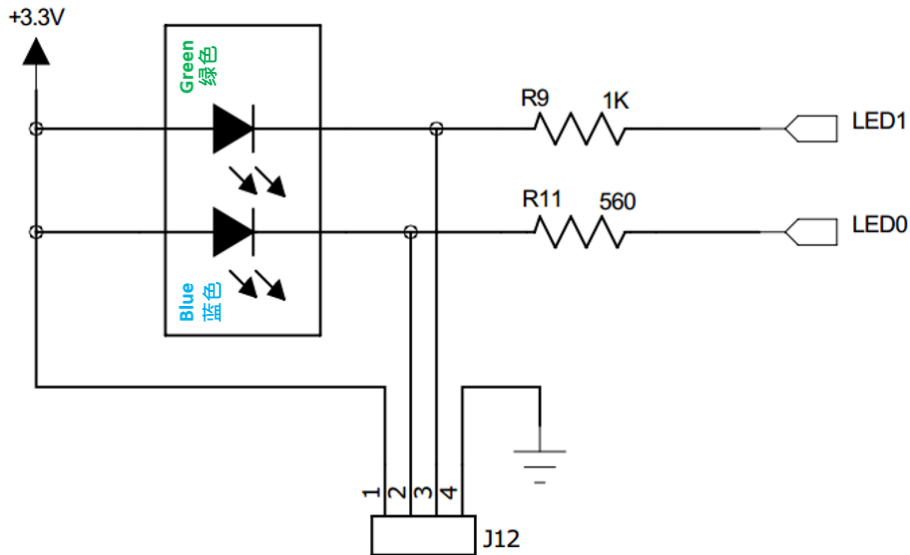 +3.3V
Green
绿色
R9
1K
LED1
R11
560
LED0
Blue
蓝色
1
2
3
4
J12